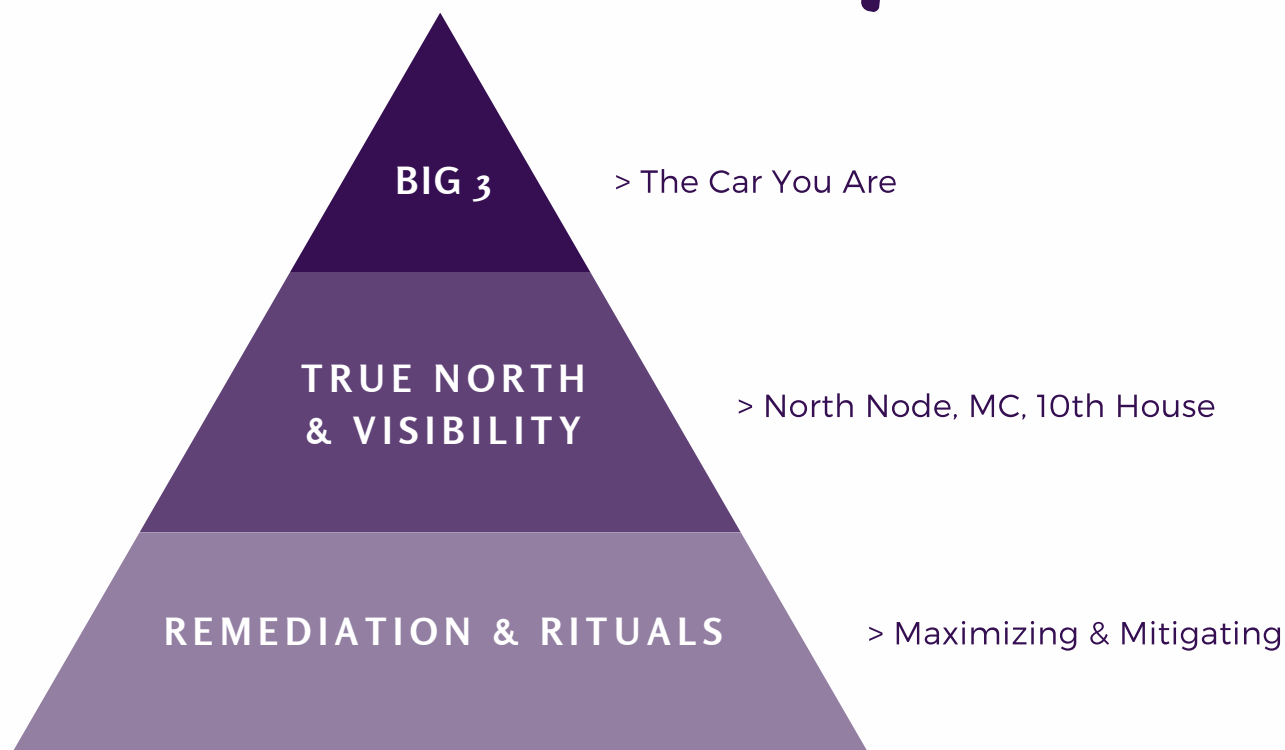 BIG 3
> The Car You Are
TRUE NORTH
& VISIBILITY
> North Node, MC, 10th House
REMEDIATION & RITUALS
> Maximizing & Mitigating